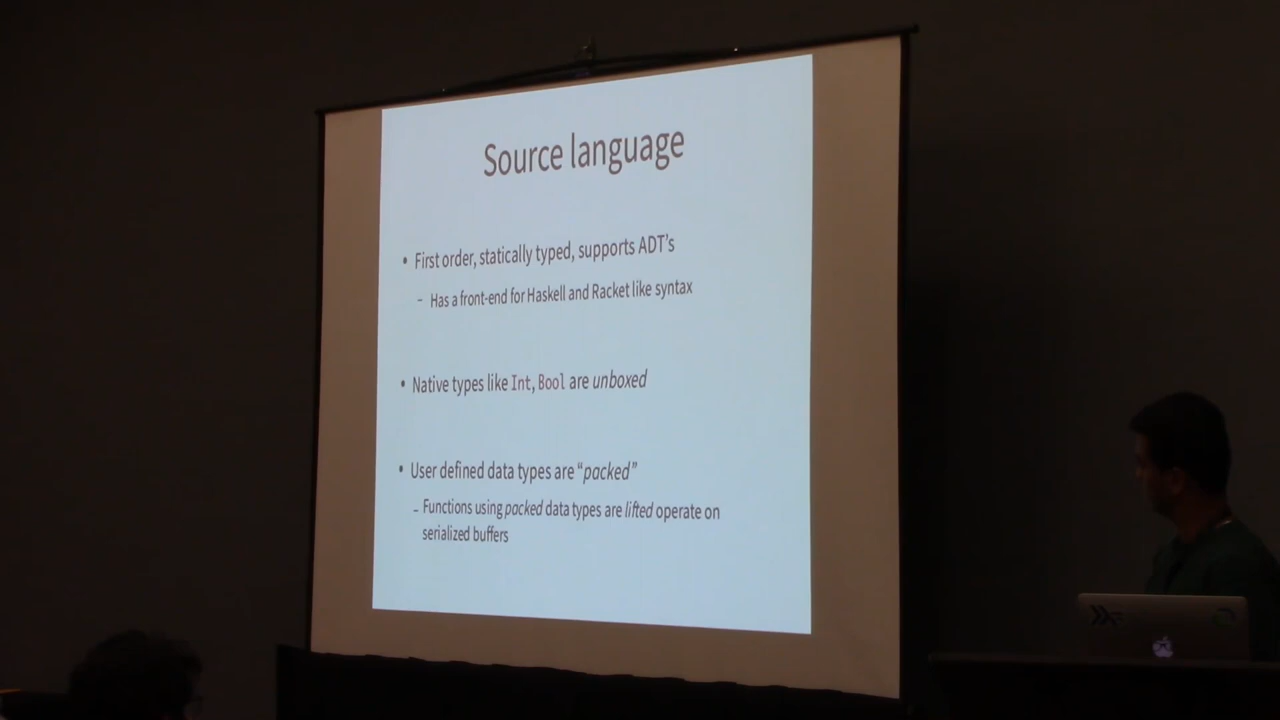 Source language
• First order, statically typed, supports ADT's
– Has a front-end for Haskell and Racket like syntax
• Native types like Int, Bool are unboxed
• User defined data types are “packed”
– Functions using packed data types are lifted operate on
serialized buffers